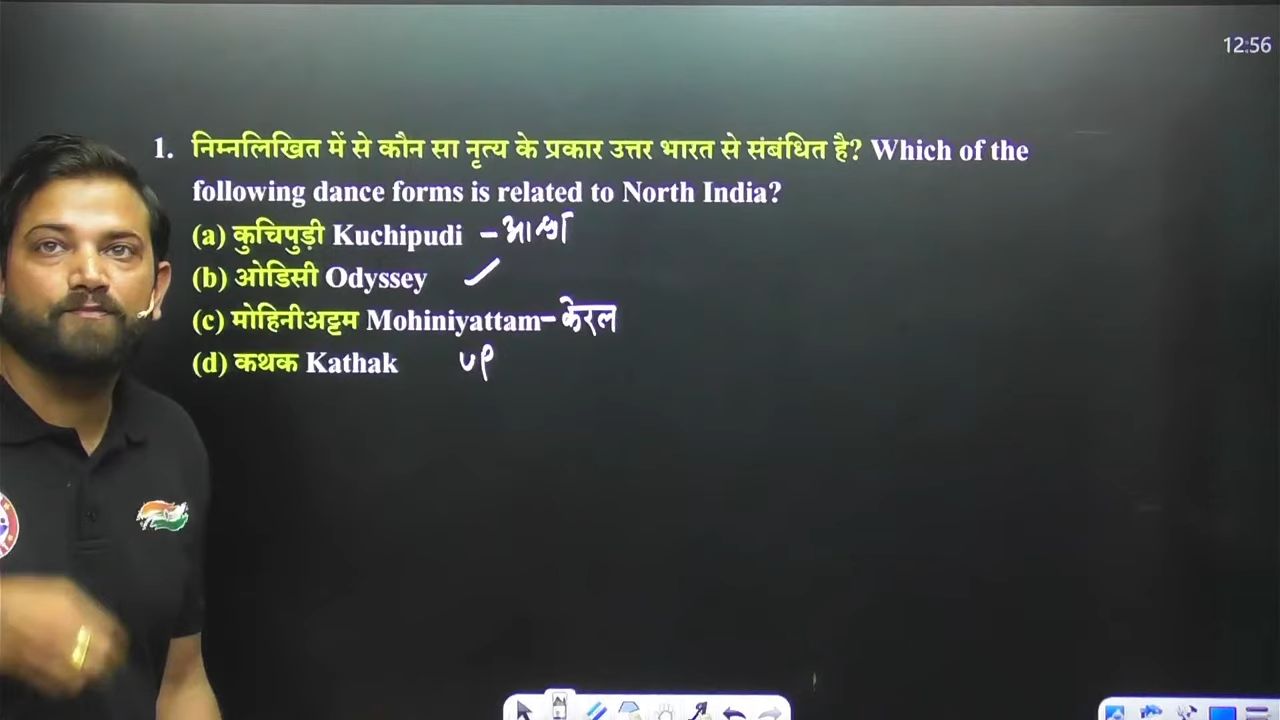 12:56
1. निम्नलिखित में से कौन सा नृत्य के प्रकार उत्तर भारत से संबंधित है? Which of the
following dance forms is related to North India?
(a) कुचिपुड़ी Kuchipudi –
(b) ओडिसी Odyssey
(c) मोहिनीअट्टम Mohiniyattam– केरल
(d) कथक Kathak UP